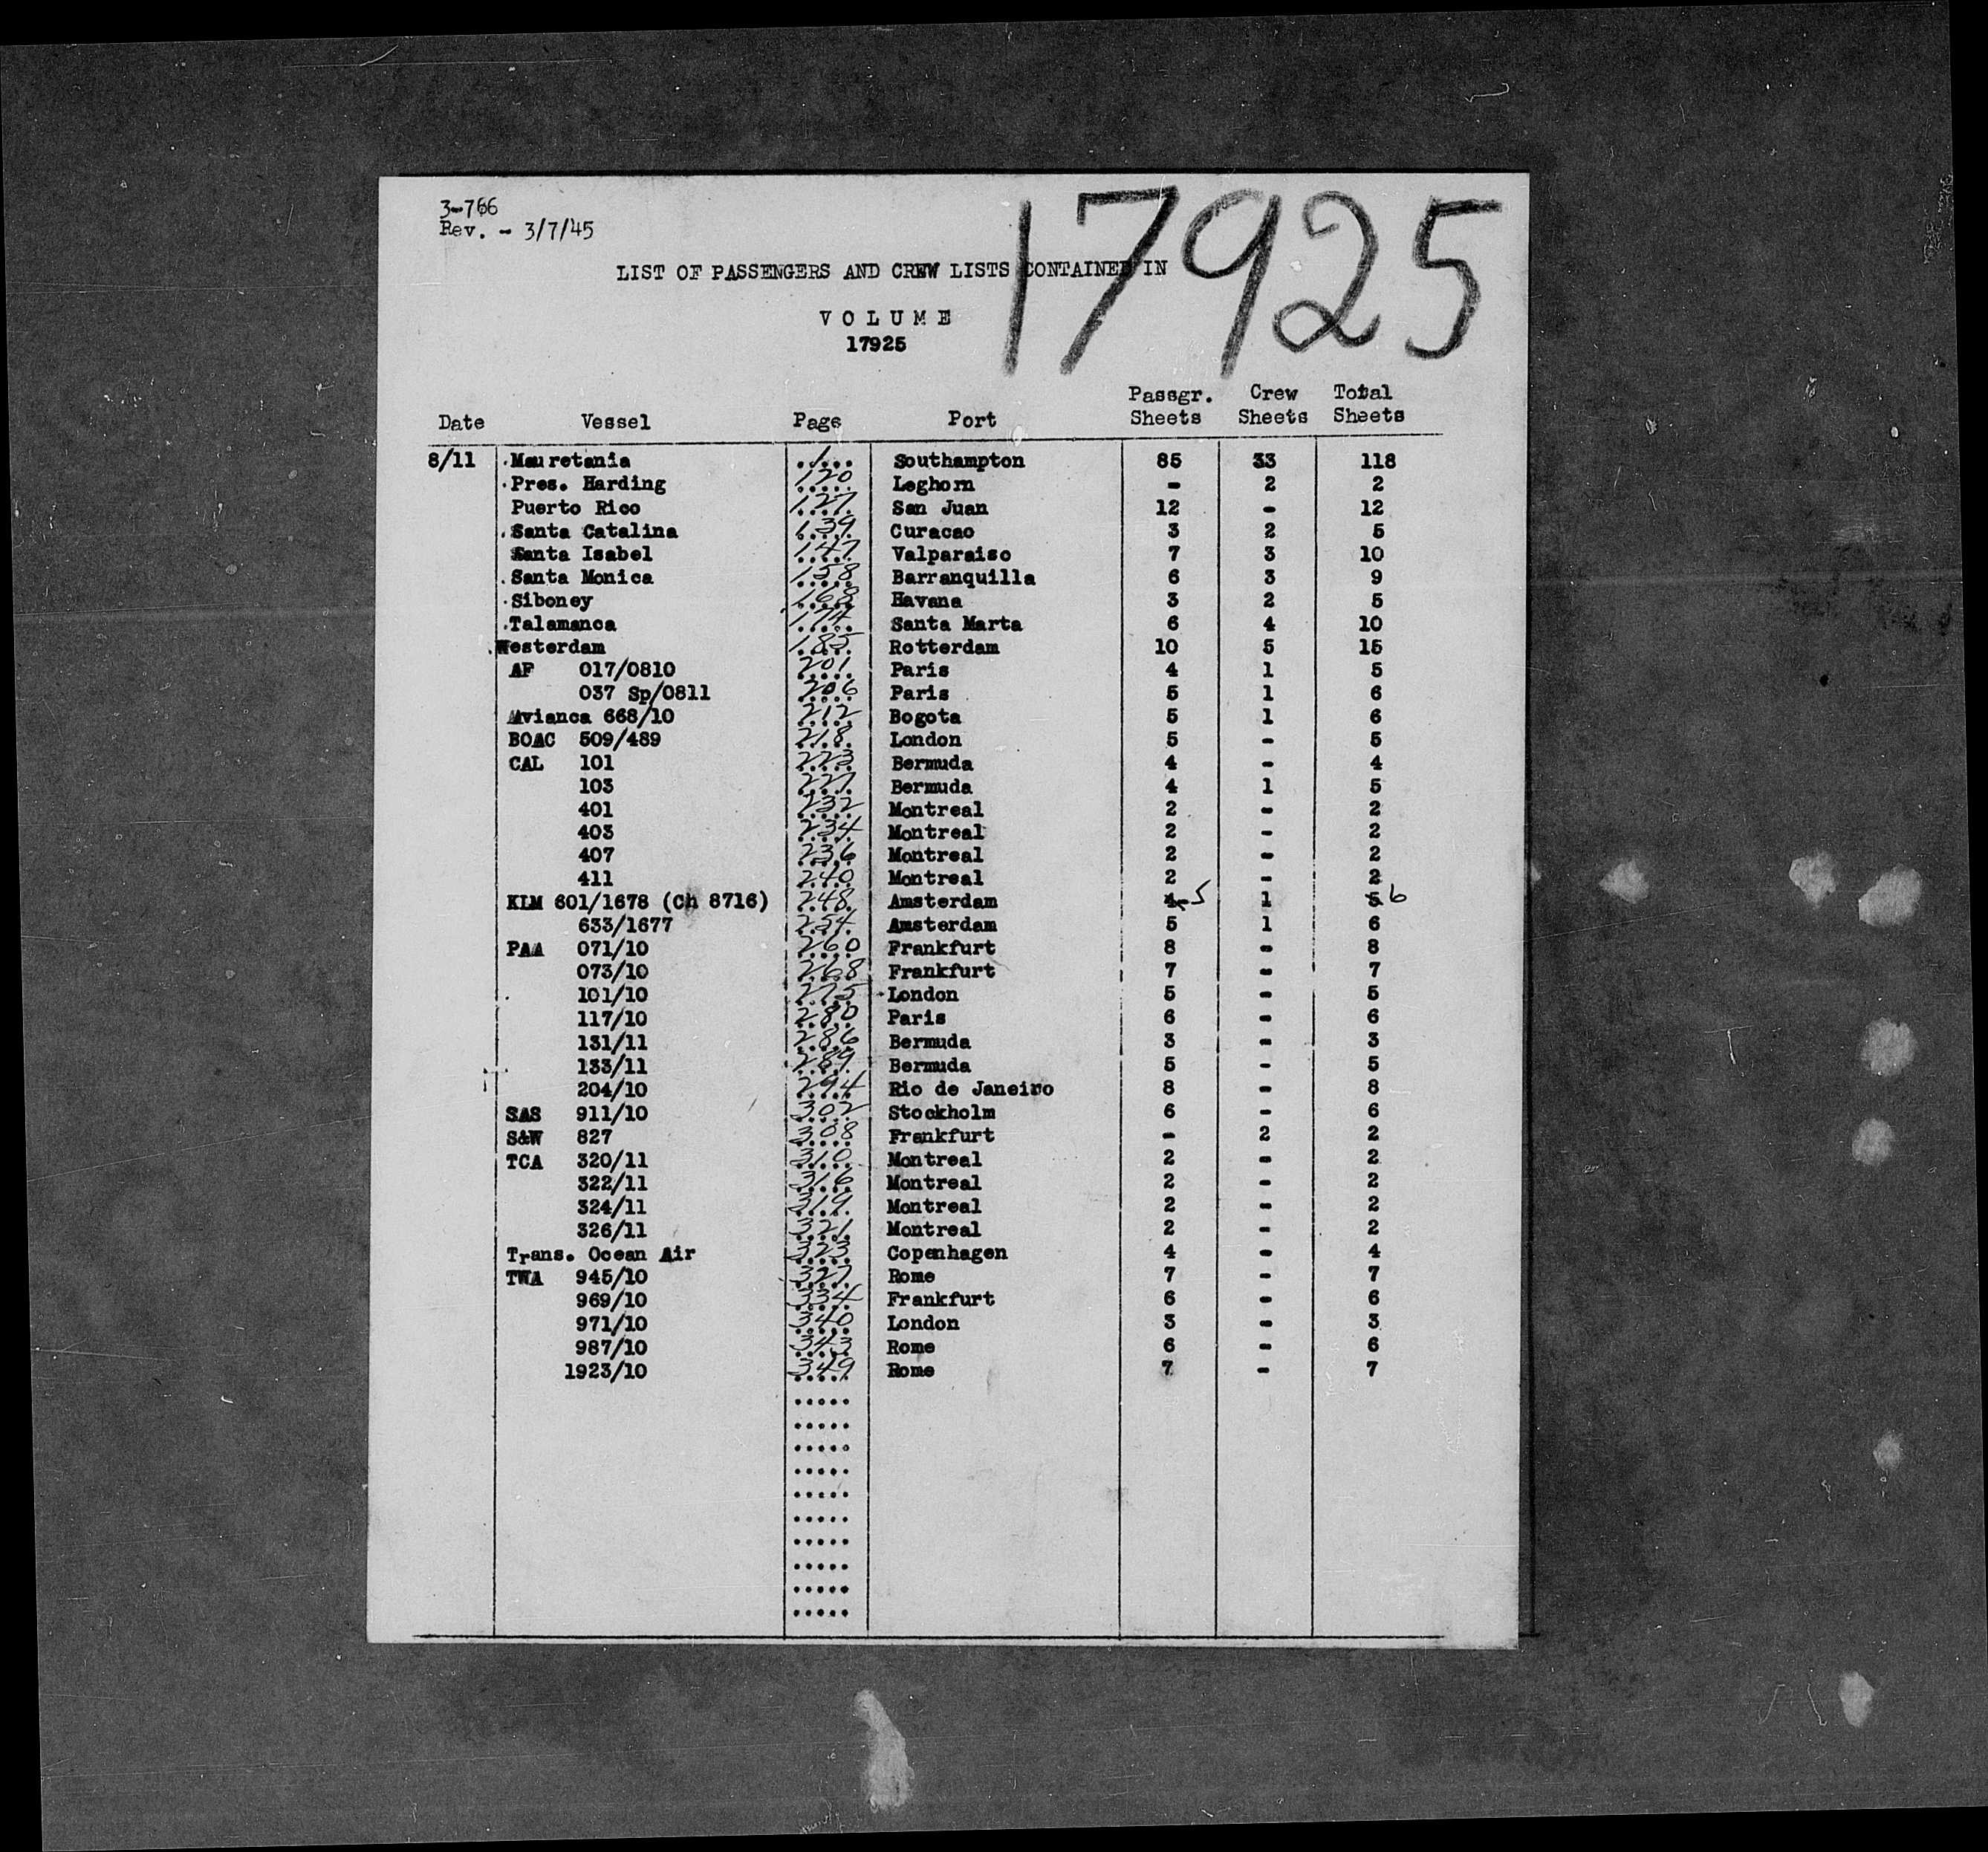 3-766
Rev. - 3/7/45
17925
LIST OF PASSENGERS AND CREW LISTS CONTAINED IN
VOLUME
17925
Date Vessel Page Port Passgr. Sheets Crew Sheets Total Sheets
8/11 Mauretania 1 Southampton 85 33 118
Pres. Harding 120 Leghorn - 2 2
Puerto Rico 127 San Juan 12 - 12
Santa Catalina 139 Curacao 3 2 5
Santa Isabel 147 Valparaiso 7 3 10
Santa Monica 158 Barranquilla 6 3 9
Siboney 168 Havana 3 2 5
Talamanca 174 Santa Marta 6 4 10
Westerdam 185 Rotterdam 10 5 15
AF 017/0810 201 Paris 4 1 5
037 Sp/0811 206 Paris 5 1 6
Avianca 668/10 212 Bogota 5 1 6
BOAC 509/489 218 London 5 - 5
CAL 101 223 Bermuda 4 - 4
103 227 Bermuda 4 1 5
401 232 Montreal 2 - 2
403 234 Montreal 2 - 2
407 236 Montreal 2 - 2
411 240 Montreal 2 - 2
KLM 601/1678 (Ch 8716) 248 Amsterdam 4 5 1 5 6
633/1677 254 Amsterdam 5 1 6
PAA 071/10 260 Frankfurt 8 - 8
073/10 268 Frankfurt 7 - 7
101/10 275 London 5 - 5
117/10 280 Paris 6 - 6
131/11 286 Bermuda 3 - 3
133/11 289 Bermuda 5 - 5
204/10 294 Rio de Janeiro 8 - 8
SAS 911/10 302 Stockholm 6 - 6
S&W 827 308 Frankfurt - 2 2
TCA 320/11 310 Montreal 2 - 2
322/11 316 Montreal 2 - 2
324/11 319 Montreal 2 - 2
326/11 321 Montreal 2 - 2
Trans. Ocean Air 323 Copenhagen 4 - 4
TWA 945/10 327 Rome 7 - 7
969/10 334 Frankfurt 6 - 6
971/10 340 London 3 - 3
987/10 343 Rome 6 - 6
1923/10 349 Rome 7 - 7